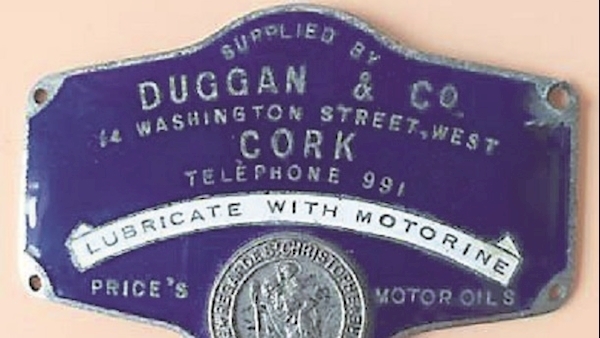 SUPPLIED BY
DUGGAN & CO
14 WASHINGTON STREET, WEST
CORK
TELEPHONE 991
LUBRICATE WITH MOTORINE
PRICE'S
MOTOR OILS